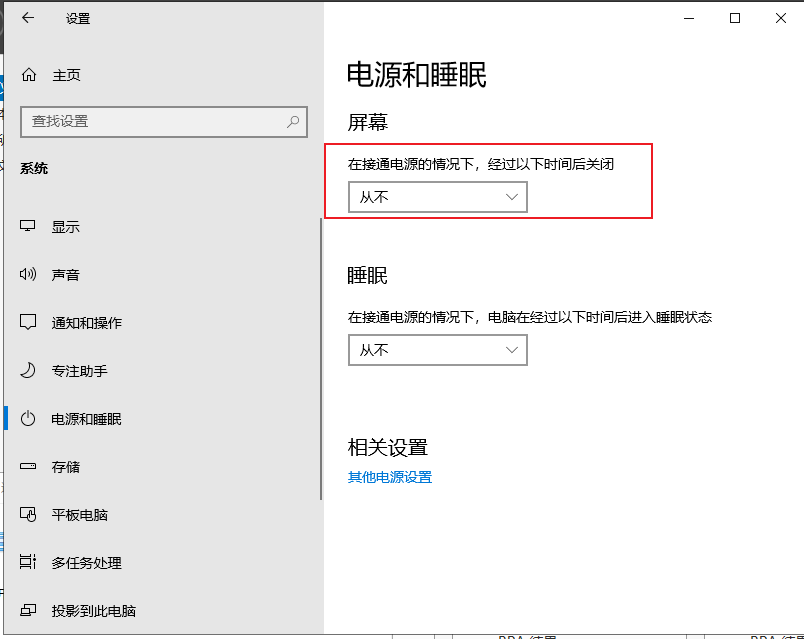 设置
主页
查找设置
系统
显示
声音
通知和操作
专注助手
电源和睡眠
存储
平板电脑
多任务处理
投影到此电脑
电源和睡眠
屏幕
在接通电源的情况下，经过以下时间后关闭
从不
睡眠
在接通电源的情况下，电脑在经过以下时间后进入睡眠状态
从不
相关设置
其他电源设置